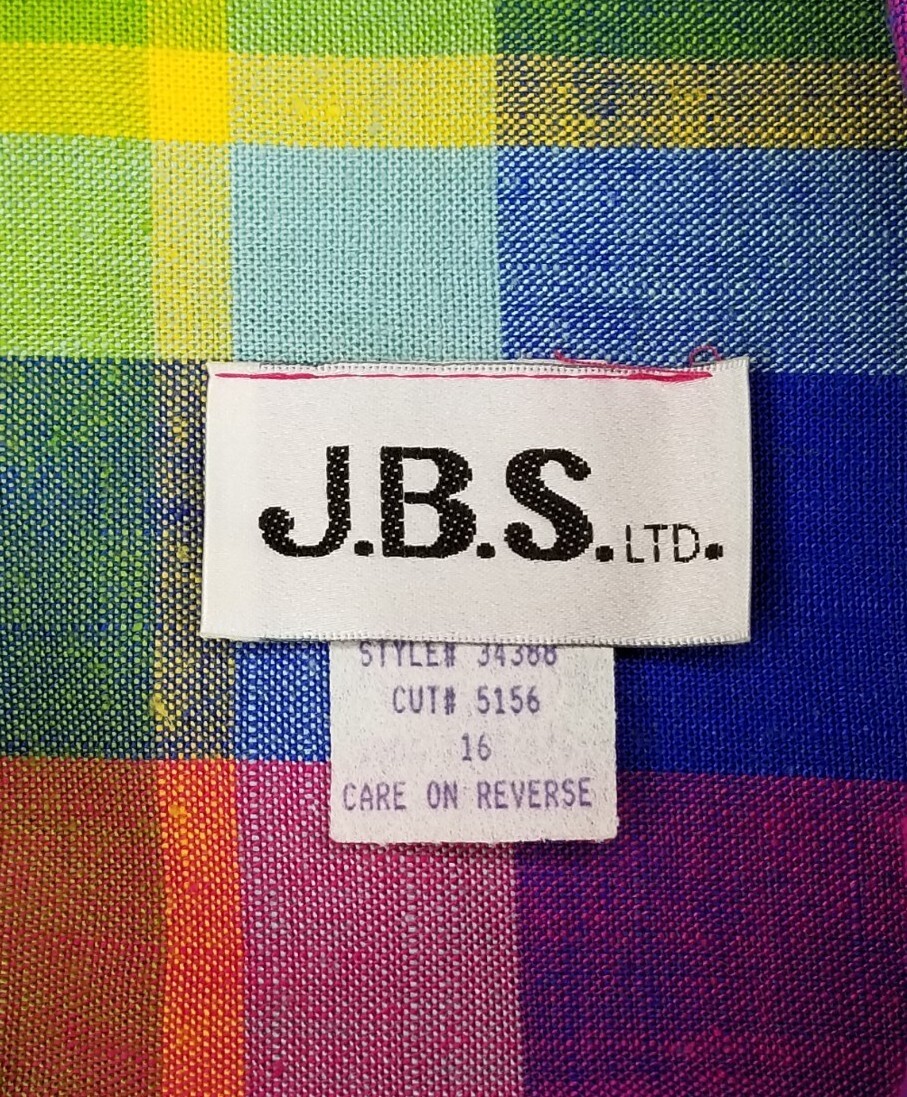 J.B.S. LTD.
STYLE# 34388
CUT# 5156
16
CARE ON REVERSE